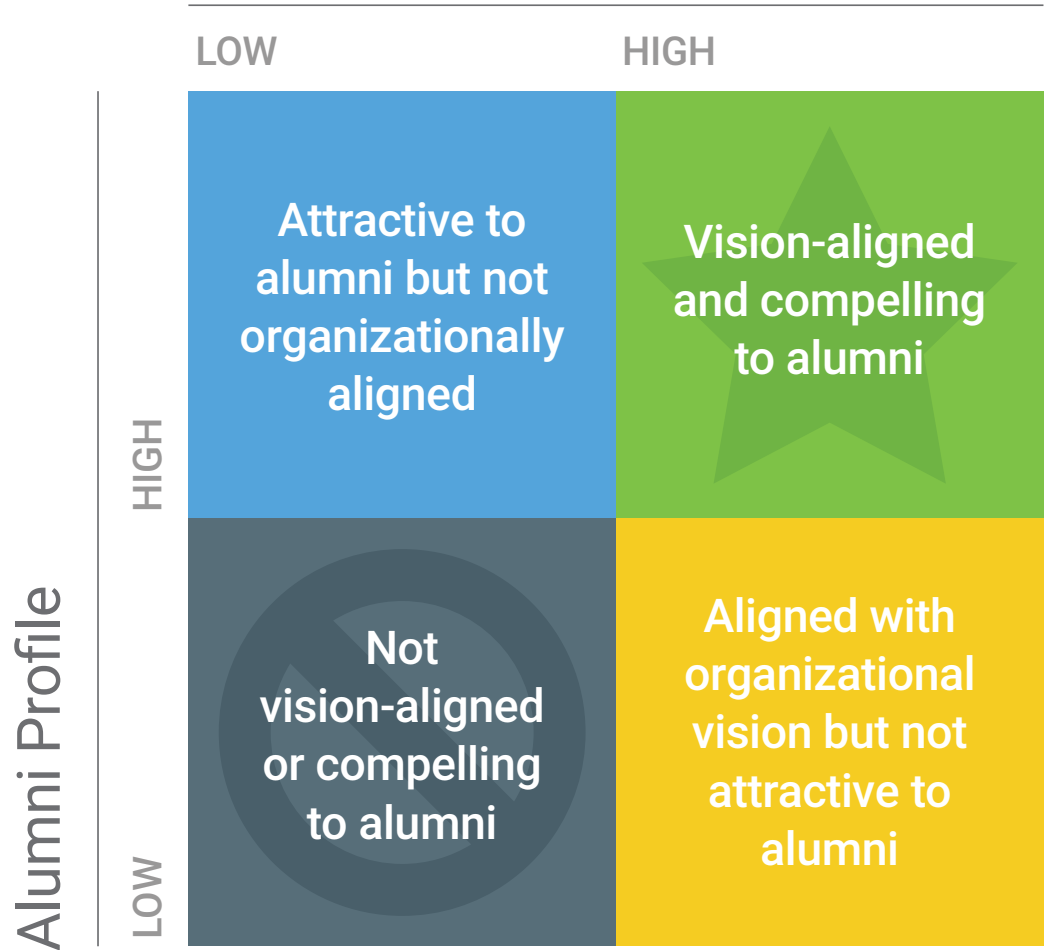 LOW
HIGH
Attractive to
alumni but not
organizationally
aligned
Vision-aligned
and compelling
to alumni
HIGH
Not
vision-aligned
or compelling
to alumni
Aligned with
organizational
vision but not
attractive to
alumni
LOW
Alumni Profile